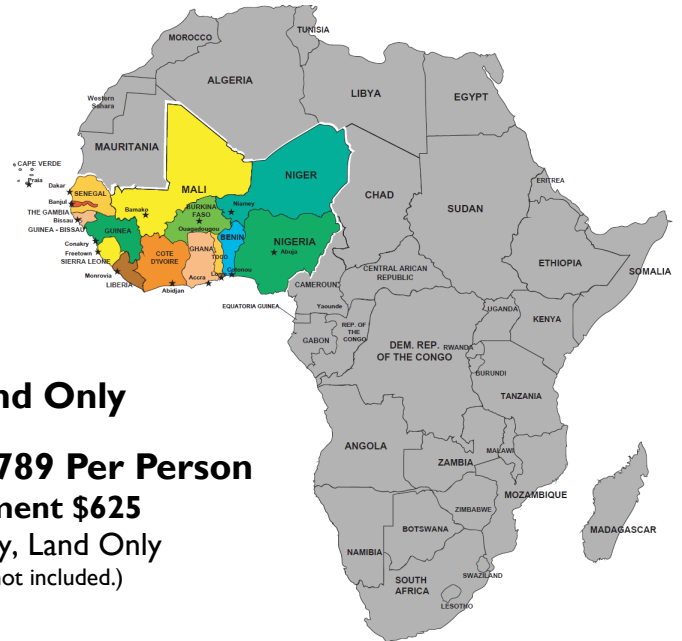 TUNISIA
MOROCCO
ALGERIA
LIBYA
EGYPT
Western
Sahara
MAURITANIA
CAPE VERDE
Praia
MALI
NIGER
CHAD
SUDAN
ERITREA
Dakar
SENEGAL
Banjul
THE GAMBIA
Bissau
GUINEA - BISSAU
Bamako
BURKINA
FASO
Niamey
Ouagadougou
GUINEA
BENIN
NIGERIA
Abuja
Conakry
Freetown
SIERRA LEONE
COTE
D'IVOIRE
GHANA
TOGO
Monrovia
LIBERIA
Abidjan
Accra
Lome
Cotonou
ETHIOPIA
SOMALIA
CENTRAL ARICAN
REPUBLIC
CAMEROUN
EQUATORIA GUINEA
Yaounde
UGANDA
KENYA
GABON
REP. OF
THE
CONGO
DEM. REP.
OF THE CONGO
RWANDA
BURUNDI
TANZANIA
nd Only
789 Per Person
ment $625
y, Land Only
not included.)
ANGOLA
ZAMBIA
MALAWI
MOZAMBIQUE
ZIMBABWE
MADAGASCAR
NAMIBIA
BOTSWANA
SWAZILAND
SOUTH
AFRICA
LESOTHO